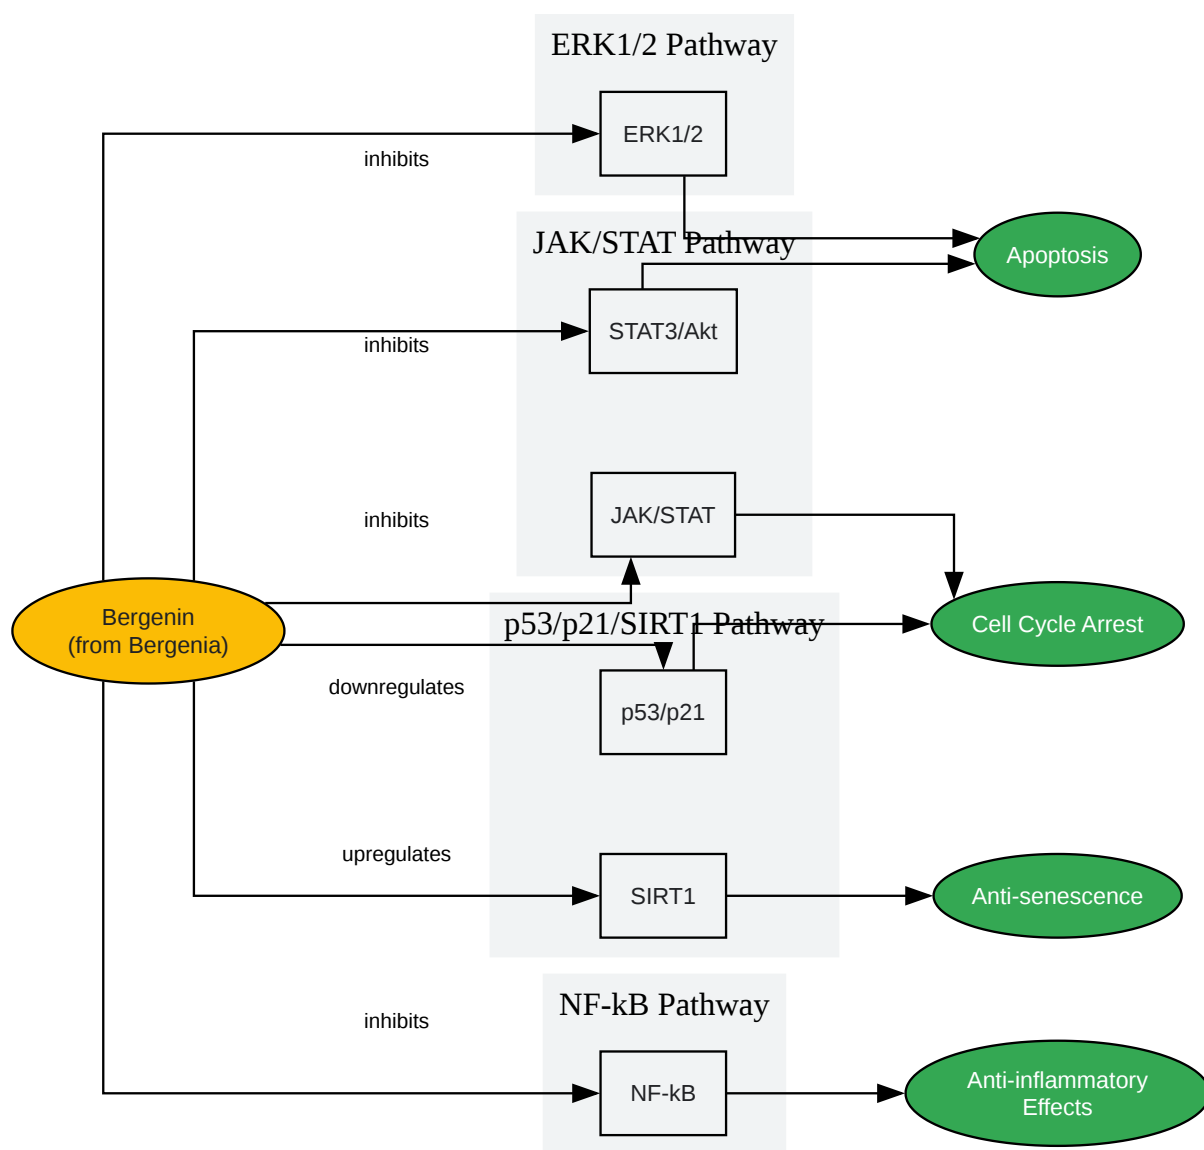 ERK1/2 Pathway
ERK1/2
inhibits
JAK/STAT Pathway
Apoptosis
STAT3/Akt
inhibits
JAK/STAT
inhibits
Bergenin
(from Bergenia)
p53/p21/SIRT1 Pathway
Cell Cycle Arrest
downregulates
p53/p21
upregulates
SIRT1
Anti-senescence
NF-kB Pathway
inhibits
NF-kB
Anti-inflammatory
Effects